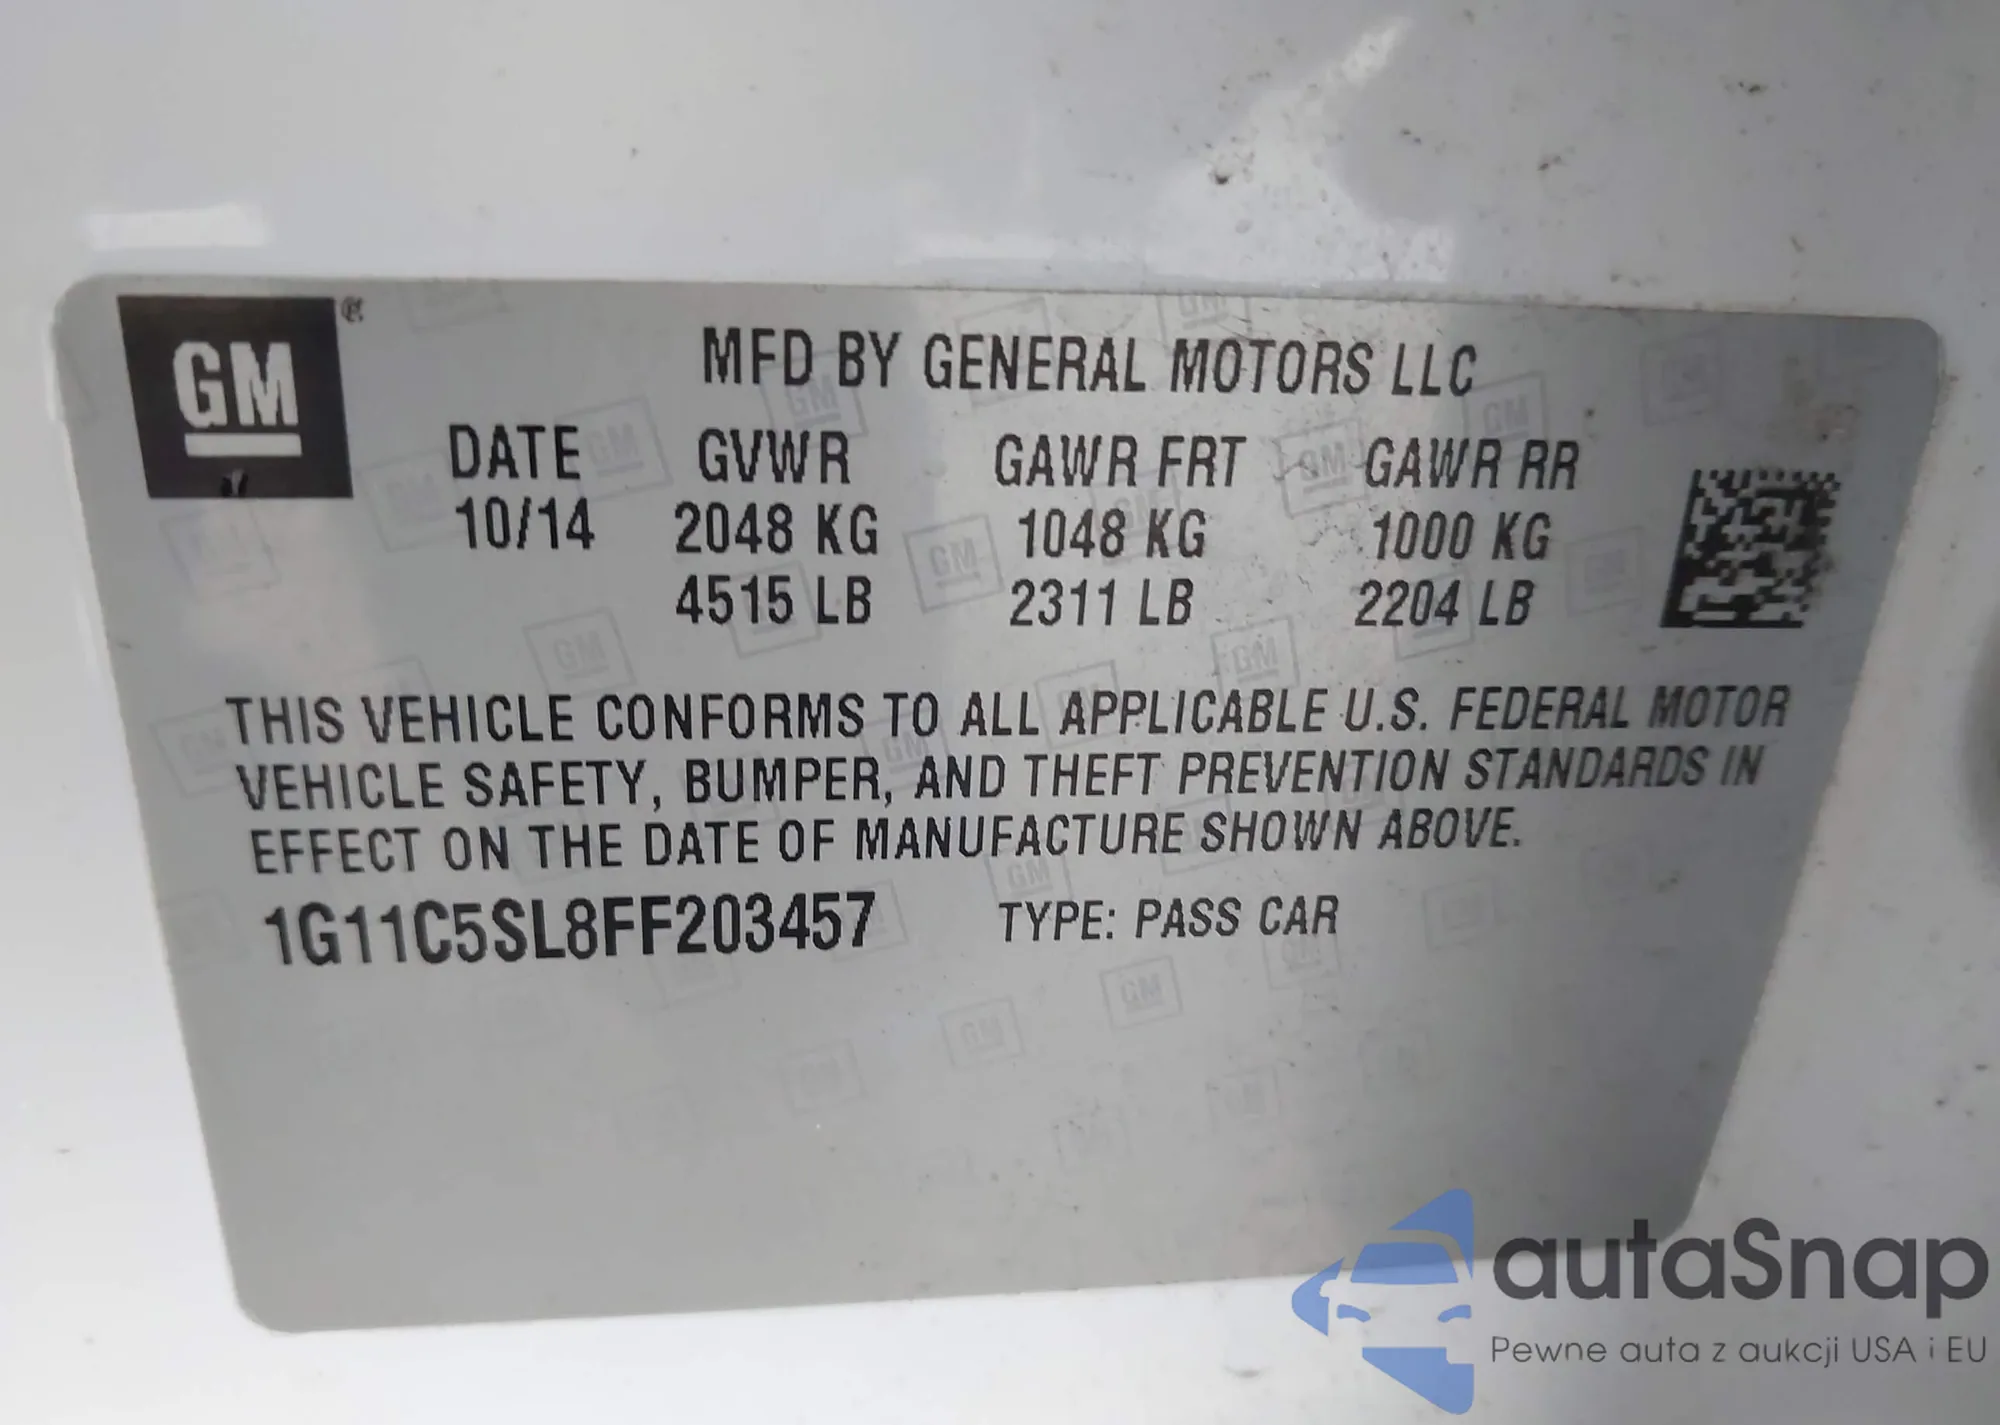 GM
MFD BY GENERAL MOTORS LLC
DATE GVWR GAWR FRT GAWR RR
10/14 2048 KG 1048 KG 1000 KG
4515 LB 2311 LB 2204 LB
THIS VEHICLE CONFORMS TO ALL APPLICABLE U.S. FEDERAL MOTOR
VEHICLE SAFETY, BUMPER, AND THEFT PREVENTION STANDARDS IN
EFFECT ON THE DATE OF MANUFACTURE SHOWN ABOVE.
1G11C5SL8FF203457 TYPE: PASS CAR
autaSnap
Pewne auta z aukcji USA i EU